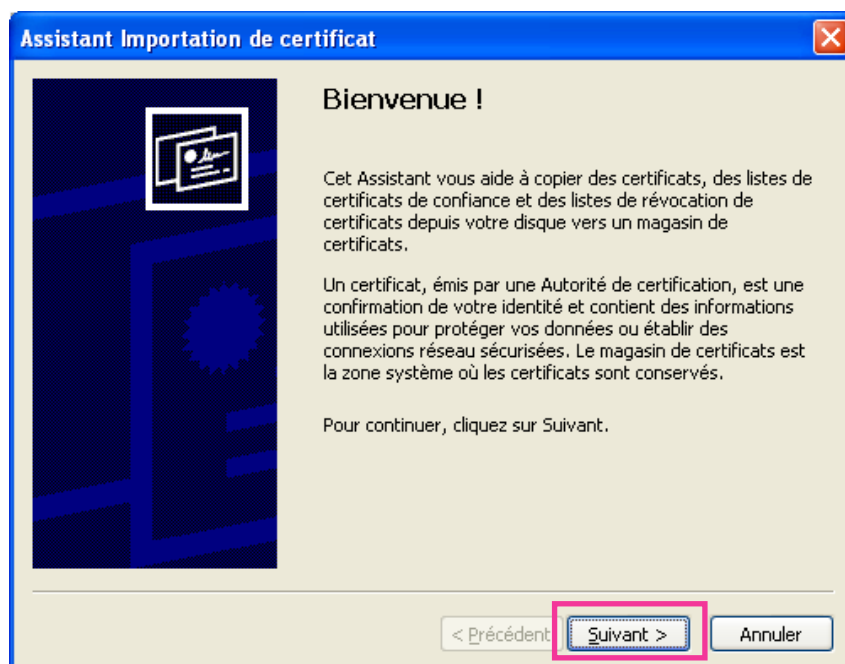 Assistant Importation de certificat
Bienvenue !
Cet Assistant vous aide à copier des certificats, des listes de
certificats de confiance et des listes de révocation de
certificats depuis votre disque vers un magasin de
certificats.
Un certificat, émis par une Autorité de certification, est une
confirmation de votre identité et contient des informations
utilisées pour protéger vos données ou établir des
connexions réseau sécurisées. Le magasin de certificats est
la zone système où les certificats sont conservés.
Pour continuer, cliquez sur Suivant.
< Précédent Suivant > Annuler